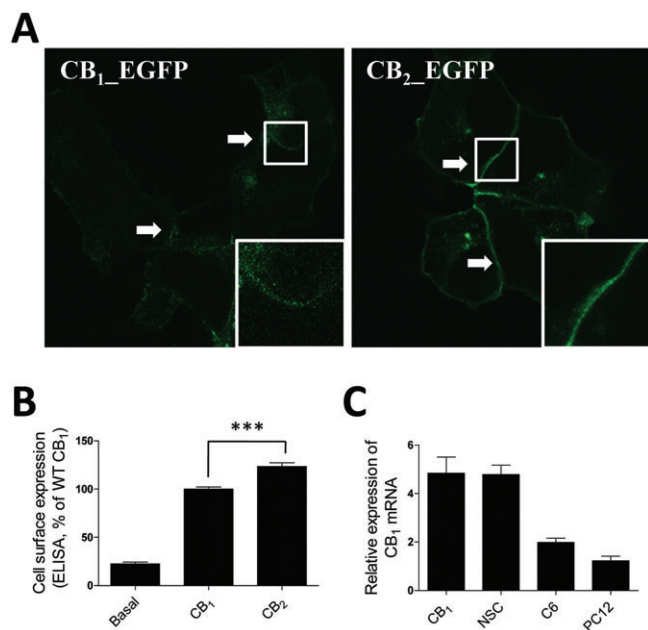 A
CB₁_EGFP
CB₂_EGFP
B
Cell surface expression
(ELISA, % of WT CB₁)
150
100
50
0
***
Basal
CB₁
CB₂
C
Relative expression of
CB₁ mRNA
6
4
2
0
CB₁
NSC
C6
PC12